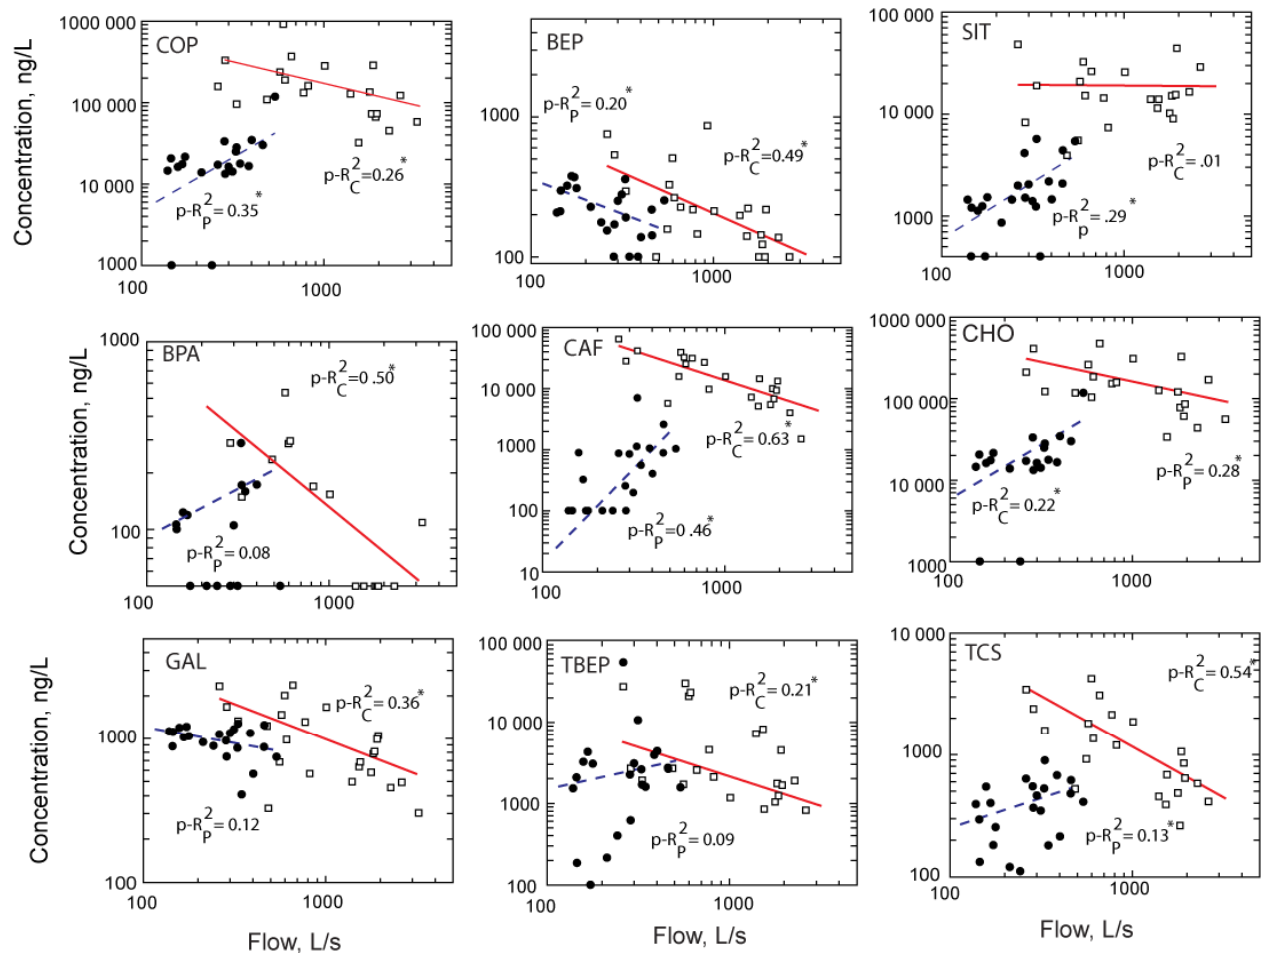 Concentration, ng/L
100 000
COP
100 000
10 000
1000
100
1000
p-R²P 0.35*
p-R²C=0.26*
BEP
1000
100
100
1000
p-R²P = 0.20*
p-R²C=0.49*
100 000
SIT
10 000
1000
100
1000
p-R²C = .01
p-R²P = .29*
Concentration, ng/L
1000
BPA
100
100
1000
p-R²C=0 .50*
p-R²P = 0.08
100 000
CAF
10 000
1000
100
10
100
1000
p-R²C=0.63*
p-R²P=0 .46*
1000 000
CHO
100 000
10 000
1000
100
1000
p-R²P = 0.28*
p-R²C = 0.22*
Concentration, ng/L
GAL
1000
100
100
1000
p-R²C = 0.36*
p-R²P = 0.12
Flow, L/s
100 000
TBEP
10 000
1000
100
100
1000
p-R²C= 0.21*
p-R²P = 0.09
Flow, L/s
10 000
TCS
1000
100
100
1000
p-R²C = 0.54*
p-R²P = 0.13*
Flow, L/s